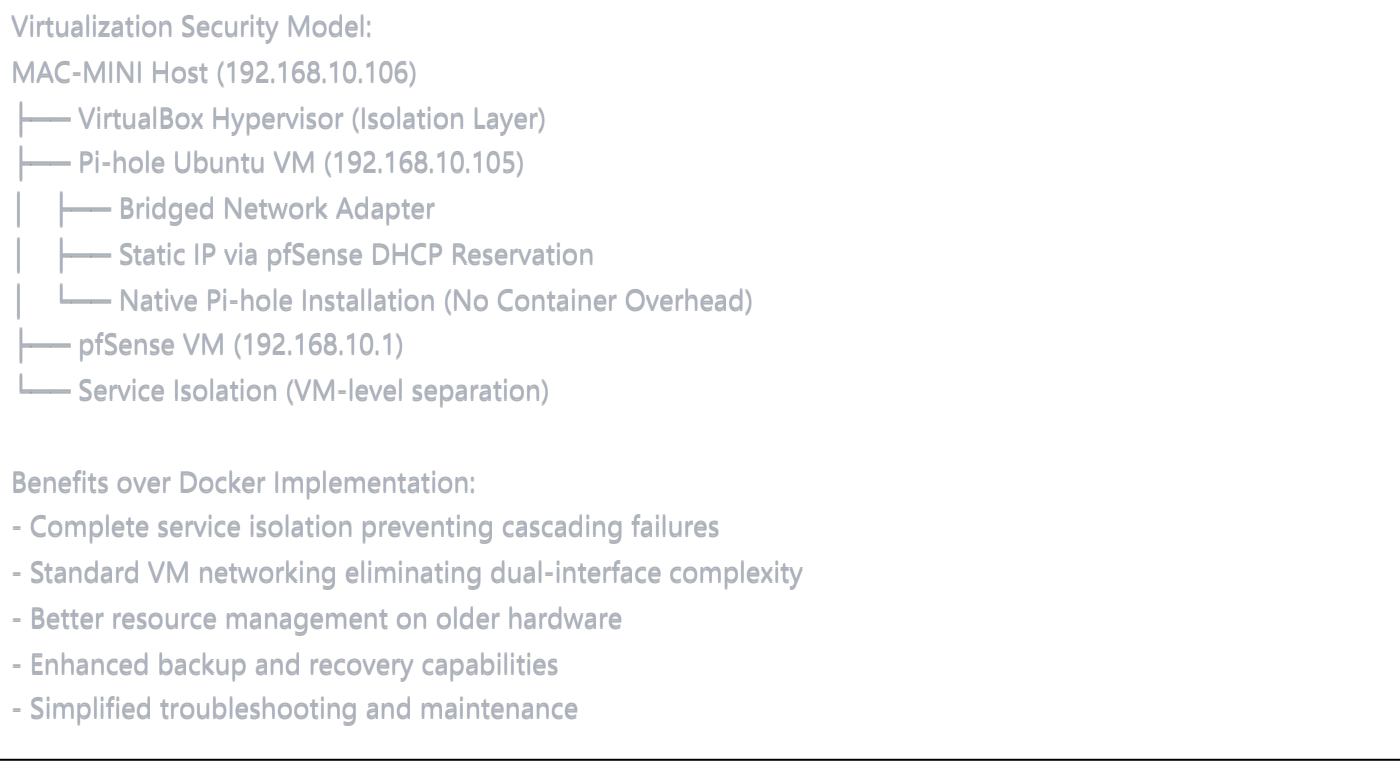 Virtualization Security Model:
MAC-MINI Host (192.168.10.106)
├── VirtualBox Hypervisor (Isolation Layer)
├── Pi-hole Ubuntu VM (192.168.10.105)
│   ├── Bridged Network Adapter
│   ├── Static IP via pfSense DHCP Reservation
│   └── Native Pi-hole Installation (No Container Overhead)
├── pfSense VM (192.168.10.1)
└── Service Isolation (VM-level separation)
Benefits over Docker Implementation:
- Complete service isolation preventing cascading failures
- Standard VM networking eliminating dual-interface complexity
- Better resource management on older hardware
- Enhanced backup and recovery capabilities
- Simplified troubleshooting and maintenance